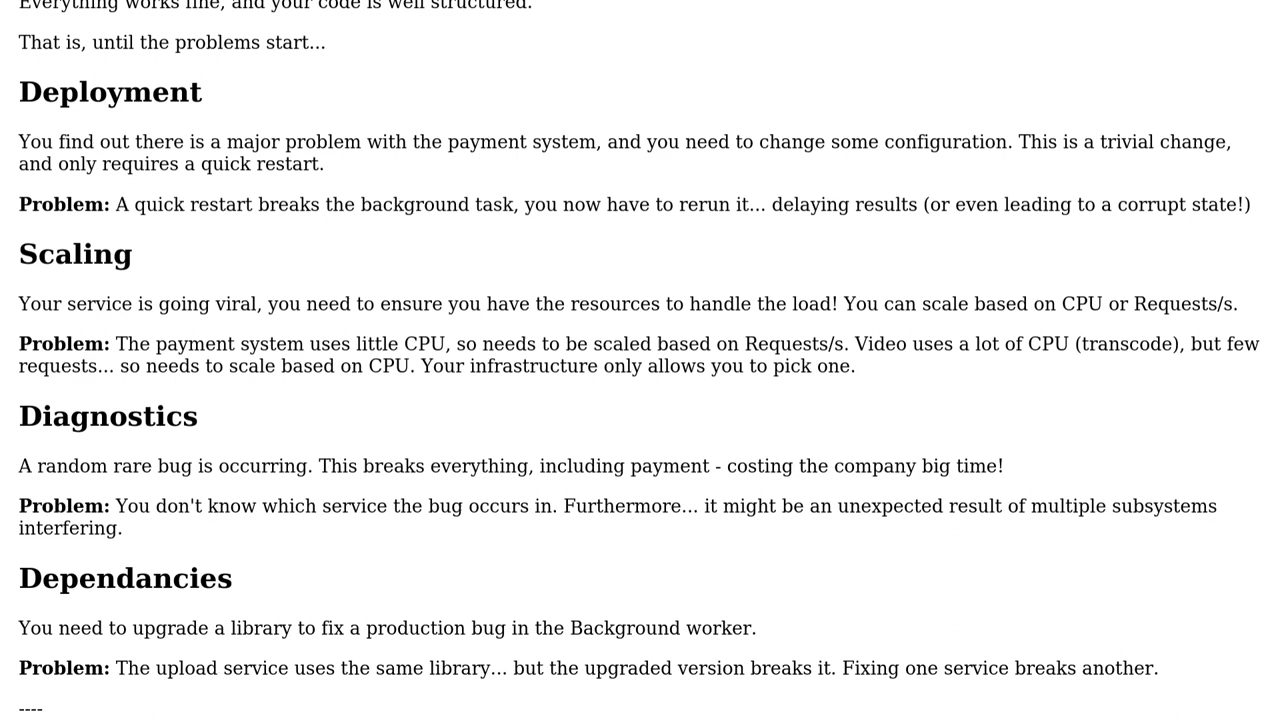 Everything works fine, and your code is well structured.
That is, until the problems start...
Deployment
You find out there is a major problem with the payment system, and you need to change some configuration. This is a trivial change,
and only requires a quick restart.
Problem: A quick restart breaks the background task, you now have to rerun it... delaying results (or even leading to a corrupt state!)
Scaling
Your service is going viral, you need to ensure you have the resources to handle the load! You can scale based on CPU or Requests/s.
Problem: The payment system uses little CPU, so needs to be scaled based on Requests/s. Video uses a lot of CPU (transcode), but few
requests... so needs to scale based on CPU. Your infrastructure only allows you to pick one.
Diagnostics
A random rare bug is occurring. This breaks everything, including payment - costing the company big time!
Problem: You don't know which service the bug occurs in. Furthermore... it might be an unexpected result of multiple subsystems
interfering.
Dependancies
You need to upgrade a library to fix a production bug in the Background worker.
Problem: The upload service uses the same library... but the upgraded version breaks it. Fixing one service breaks another.
----